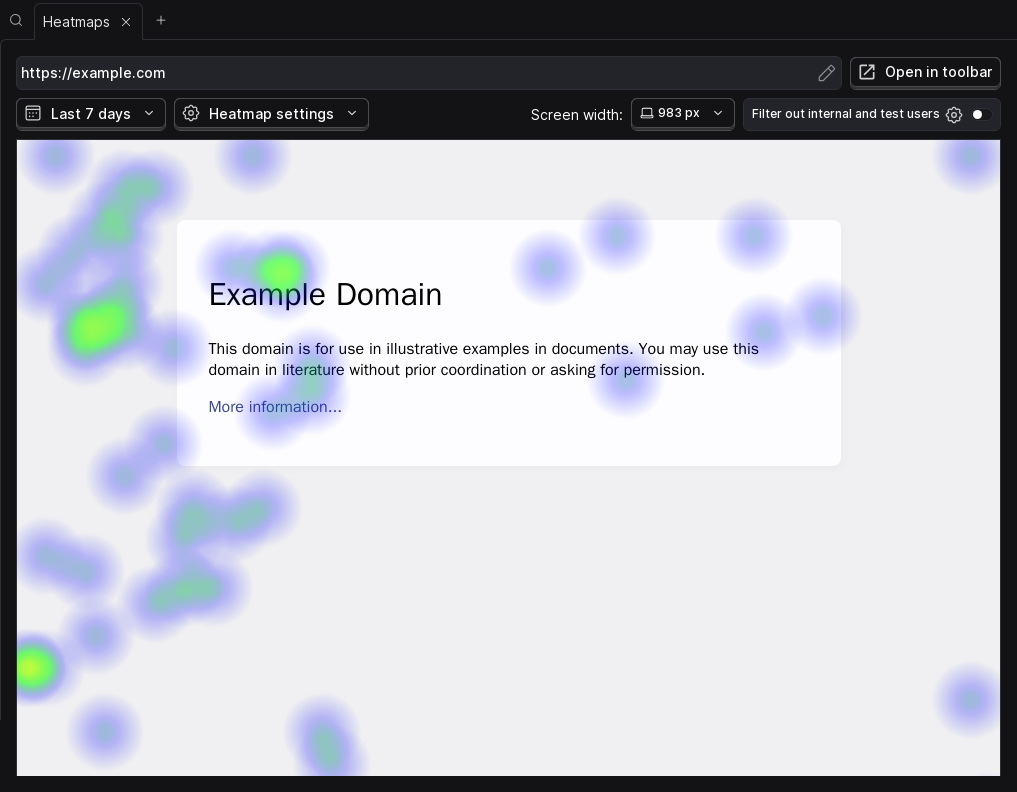 Heatmaps
https://example.com
Open in toolbar
Last 7 days
Heatmap settings
Screen width:
983 px
Filter out internal and test users
Example Domain
This domain is for use in illustrative examples in documents. You may use this
domain in literature without prior coordination or asking for permission.
More information...